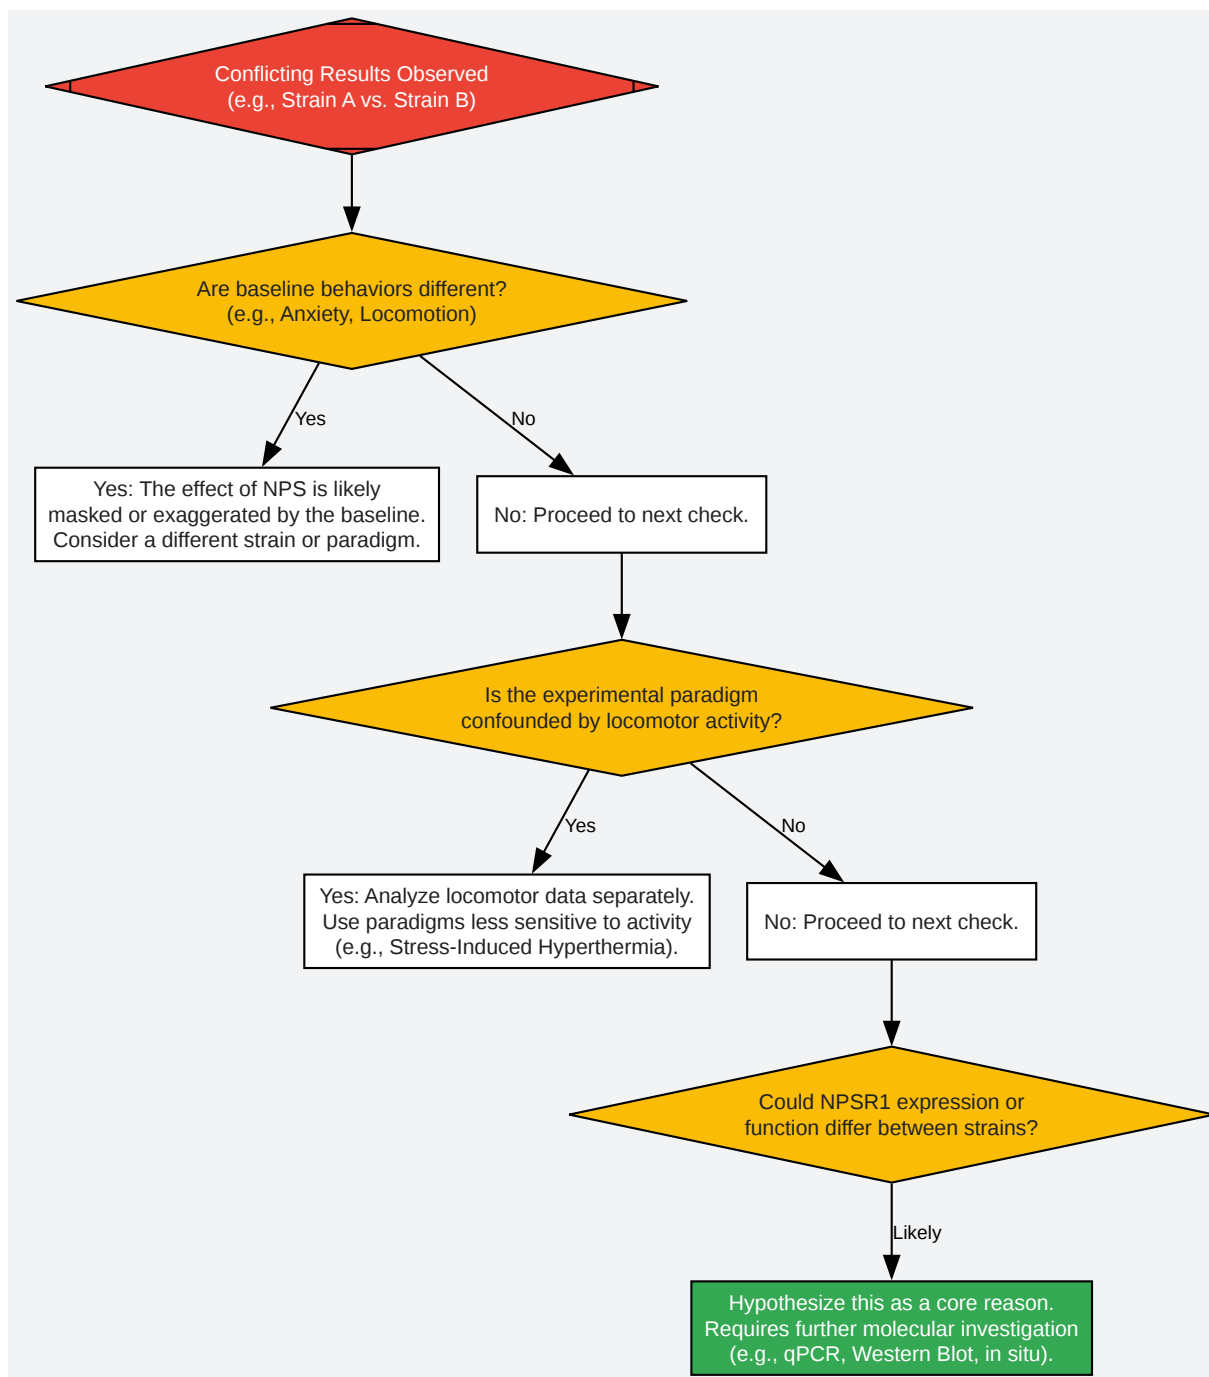 Conflicting Results Observed
(e.g., Strain A vs. Strain B)
Are baseline behaviors different?
(e.g., Anxiety, Locomotion)
Yes
No
Yes: The effect of NPS is likely
masked or exaggerated by the baseline.
Consider a different strain or paradigm.
No: Proceed to next check.
Is the experimental paradigm
confounded by locomotor activity?
Yes
No
Yes: Analyze locomotor data separately.
Use paradigms less sensitive to activity
(e.g., Stress-Induced Hyperthermia).
No: Proceed to next check.
Could NPSR1 expression or
function differ between strains?
Likely
Hypothesize this as a core reason.
Requires further molecular investigation
(e.g., qPCR, Western Blot, in situ).